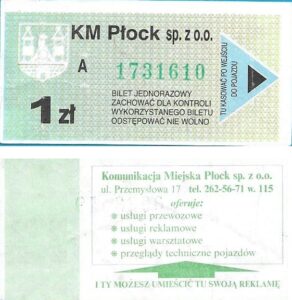 KM Płock sp. z o.o.
A 1731610
1 zł
BILET JEDNORAZOWY
ZACHOWAĆ DLA KONTROLI
WYKORZYSTANEGO BILETU
ODSTĘPOWAĆ NIE WOLNO
TU KASOWAĆ PO WEJŚCIU
DO POJAZDU
Komunikacja Miejska Płock sp. z o.o.
ul. Przemysłowa 17 tel. 262-56-71 w. 115
oferuje:
usługi przewozowe
usługi reklamowe
usługi warsztatowe
przeglądy techniczne pojazdów
I TY MOŻESZ UMIEŚCIĆ TU SWOJĄ REKLAMĘ